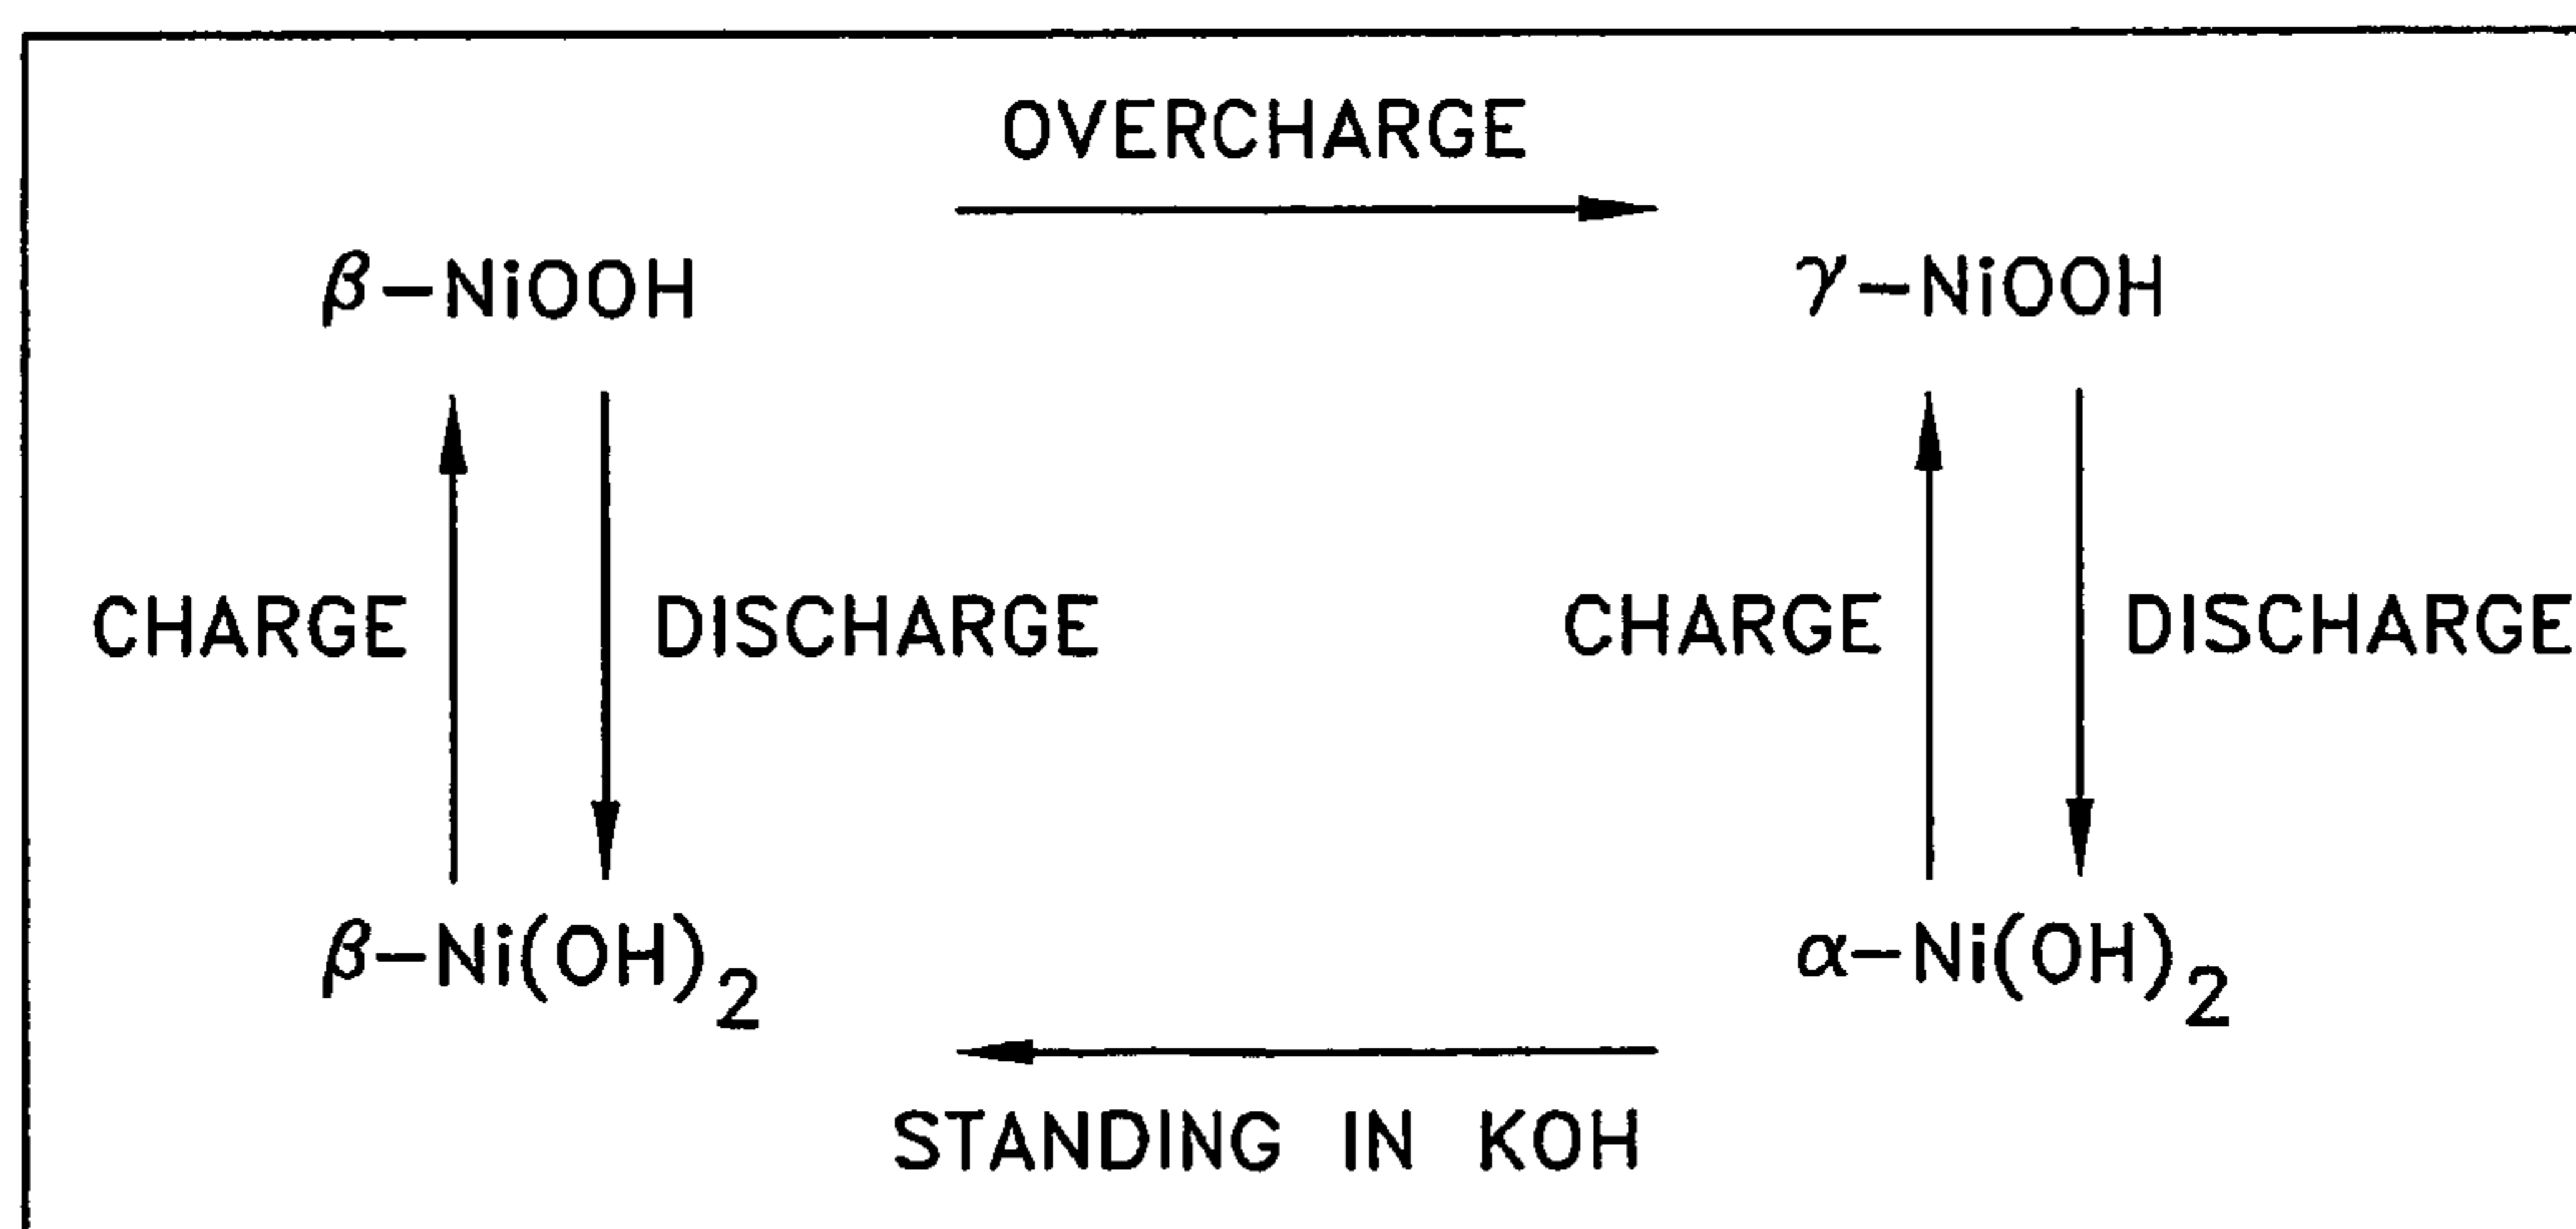 OVERCHARGE
β-NiOOH γ-NiOOH
CHARGE DISCHARGE CHARGE DISCHARGE
β-Ni(OH)2 α-Ni(OH)2
STANDING IN KOH